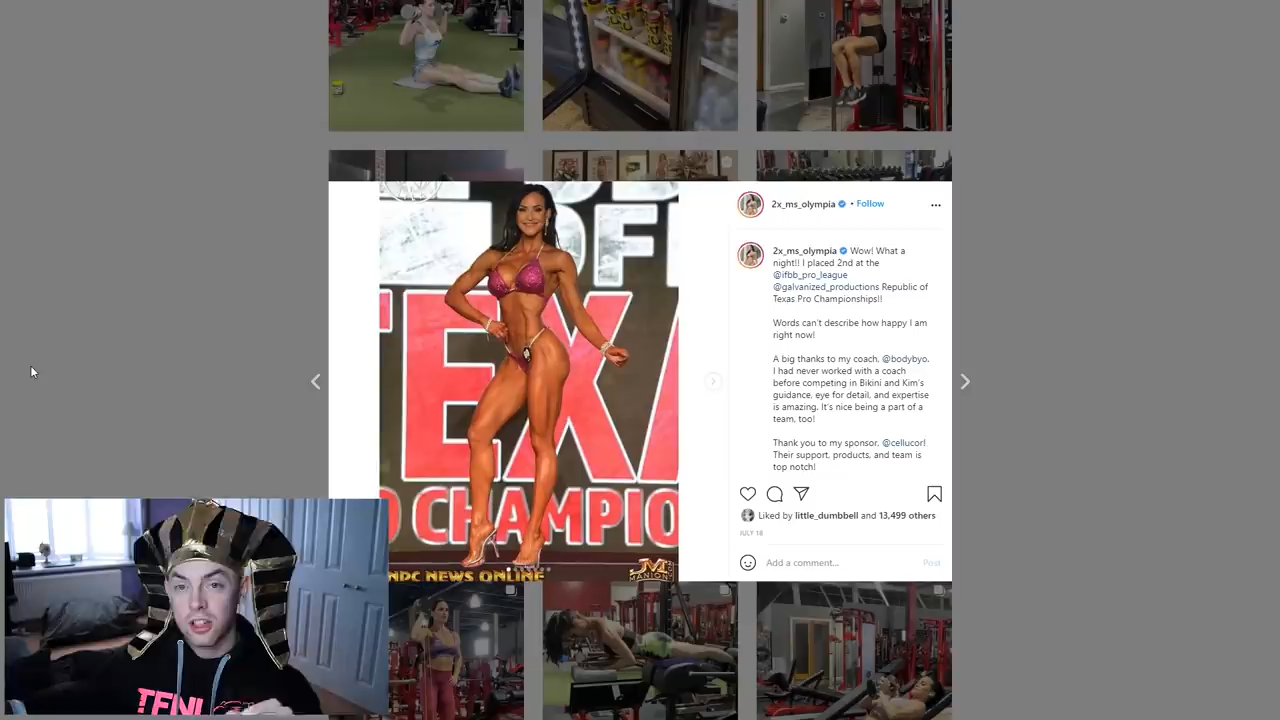 2x_ms_olympia • Follow
2x_ms_olympia Wow! What a
night!! I placed 2nd at the
@ifbb_pro_league
@galvanized_productions Republic of
Texas Pro Championships!!
Words can't describe how happy I am
right now!
A big thanks to my coach, @bodybyo.
I had never worked with a coach
before competing in Bikini and Kim's
guidance, eye for detail, and expertise
is amazing. It's nice being a part of a
team, too!
Thank you to my sponsor, @cellucor!
Their support, products, and team is
top notch!
Liked by little_dumbbell and 13,499 others
JULY 18
Add a comment...
Post
TEXA
O CHAMPIO
NPC NEWS ONLINE
JM
MANION